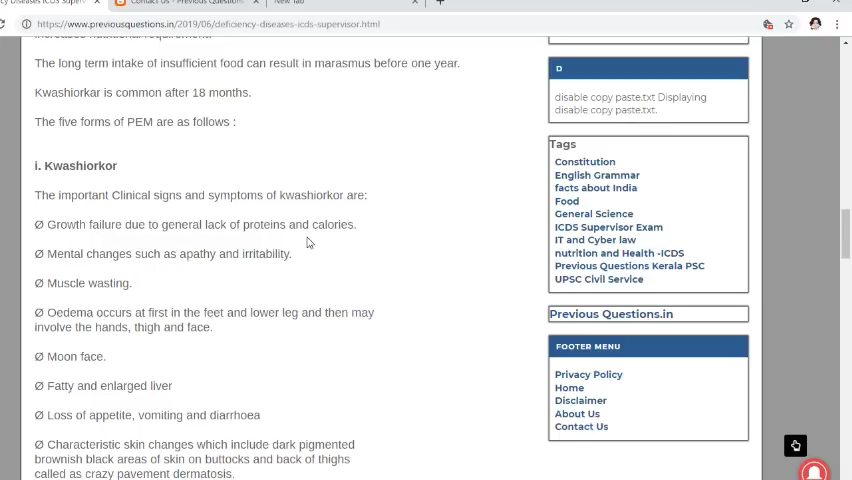 Contact Us - Previous Questions
New Tab
https://www.previousquestions.in/2019/06/deficiency-diseases-icds-supervisor.html
The long term intake of insufficient food can result in marasmus before one year.
Kwashiorkar is common after 18 months.
The five forms of PEM are as follows :
i. Kwashiorkor
The important Clinical signs and symptoms of kwashiorkor are:
Ø Growth failure due to general lack of proteins and calories.
Ø Mental changes such as apathy and irritability.
Ø Muscle wasting.
Ø Oedema occurs at first in the feet and lower leg and then may
involve the hands, thigh and face.
Ø Moon face.
Ø Fatty and enlarged liver
Ø Loss of appetite, vomiting and diarrhoea
Ø Characteristic skin changes which include dark pigmented
brownish black areas of skin on buttocks and back of thighs
called as crazy pavement dermatosis.
D
disable copy paste.txt Displaying
disable copy paste.txt.
Tags
Constitution
English Grammar
facts about India
Food
General Science
ICDS Supervisor Exam
IT and Cyber law
nutrition and Health -ICDS
Previous Questions Kerala PSC
UPSC Civil Service
Previous Questions.in
FOOTER MENU
Privacy Policy
Home
Disclaimer
About Us
Contact Us